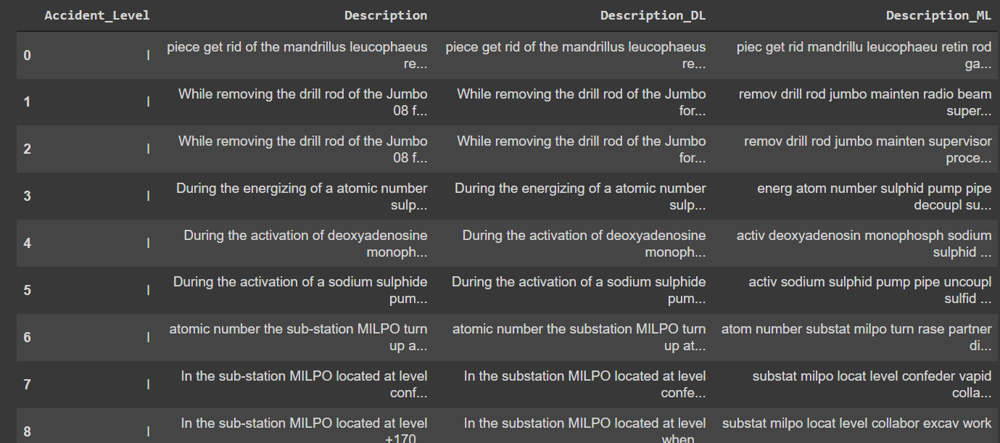 Accident_Level Description Description_DL Description_ML
0 I piece get rid of the mandrillus leucophaeus re... piece get rid of the mandrillus leucophaeus re... piec get rid mandrillu leucophaeu retin rod ga...
1 I While removing the drill rod of the Jumbo 08 f... While removing the drill rod of the Jumbo for... remov drill rod jumbo mainten radio beam super...
2 I While removing the drill rod of the Jumbo 08 f... While removing the drill rod of the Jumbo for... remov drill rod jumbo mainten supervisor proce...
3 I During the energizing of a atomic number sulp... During the energizing of a atomic number sulp... energ atom number sulphid pump pipe decoupl su...
4 I During the activation of deoxyadenosine monoph... During the activation of deoxyadenosine monoph... activ deoxyadenosin monophosph sodium sulphid ...
5 I During the activation of a sodium sulphide pum... During the activation of a sodium sulphide pum... activ sodium sulphid pump pipe uncoupl sulfid ...
6 I atomic number the sub-station MILPO turn up a... atomic number the substation MILPO turn up at... atom number substat milpo turn rase partner di...
7 I In the sub-station MILPO located at level conf... In the substation MILPO located at level confe... substat milpo locat level confeder vapid colla...
8 I In the sub-station MILPO located at level +170... In the substation MILPO located at level when... substat milpo locat level collabor excav work